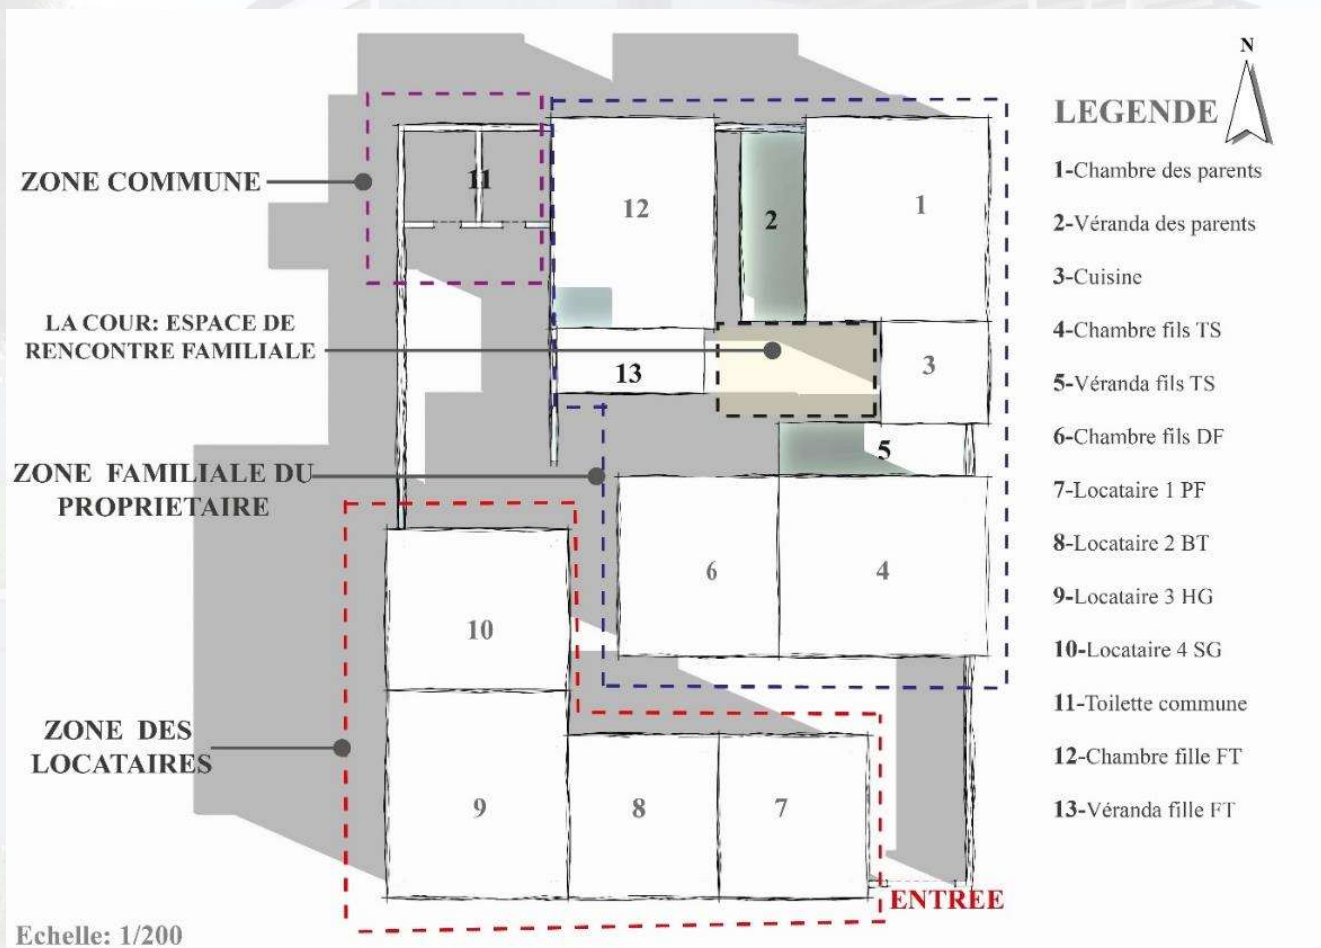 N
LEGENDE
1-Chambre des parents
2-Véranda des parents
3-Cuisine
4-Chambre fils TS
5-Véranda fils TS
6-Chambre fils DF
7-Locataire 1 PF
8-Locataire 2 BT
9-Locataire 3 HG
10-Locataire 4 SG
11-Toilette commune
12-Chambre fille FT
13-Véranda fille FT
ZONE COMMUNE
LA COUR: ESPACE DE
RENCONTRE FAMILIALE
ZONE FAMILIALE DU
PROPRIETAIRE
ZONE DES
LOCATAIRES
11
12
2
1
13
3
5
6
4
10
9
8
7
ENTREE
Echelle: 1/200